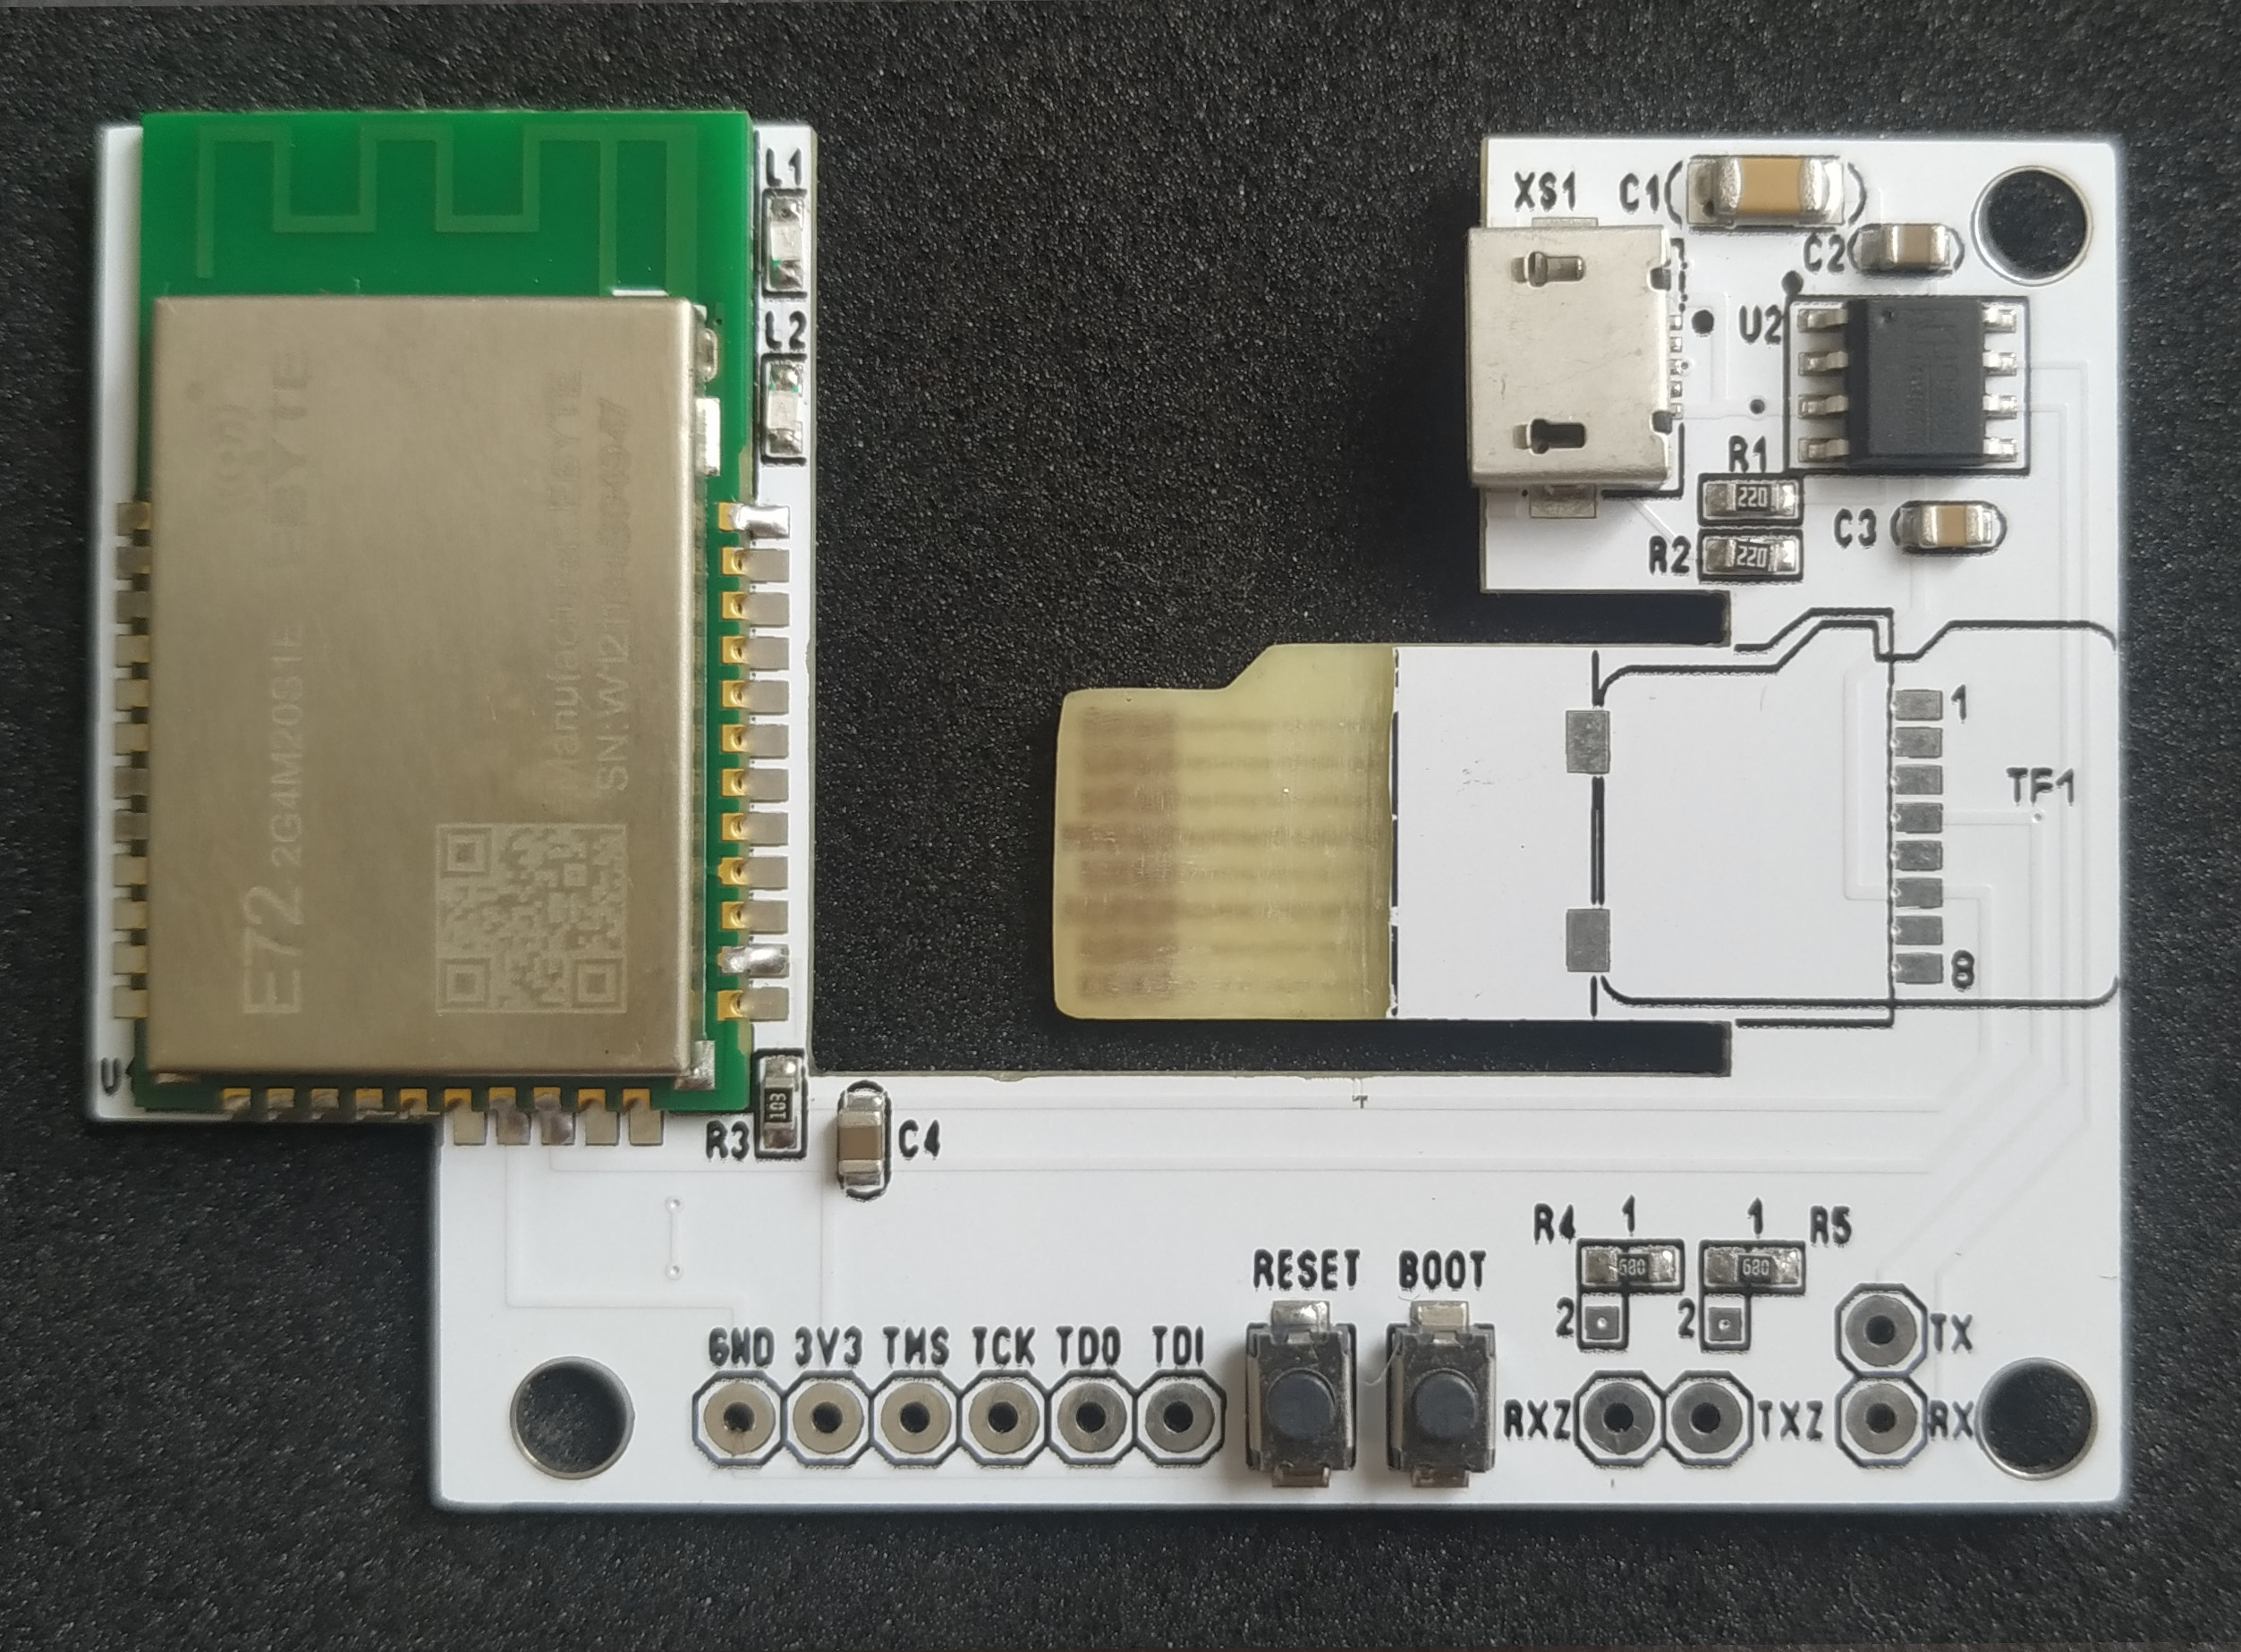 L1
L2
EBYTE
Manufacturer: EBYTE
E72
2G4M20S1E
U
R3
103
C4
XS1
C1
C2
U2
R1
220
R2
220
C3
1
TF1
8
R4
1
680
2
1
R5
680
2
RESET
BOOT
GND
3V3
TMS
TCK
TDO
TDI
RXZ
TXZ
TX
RX